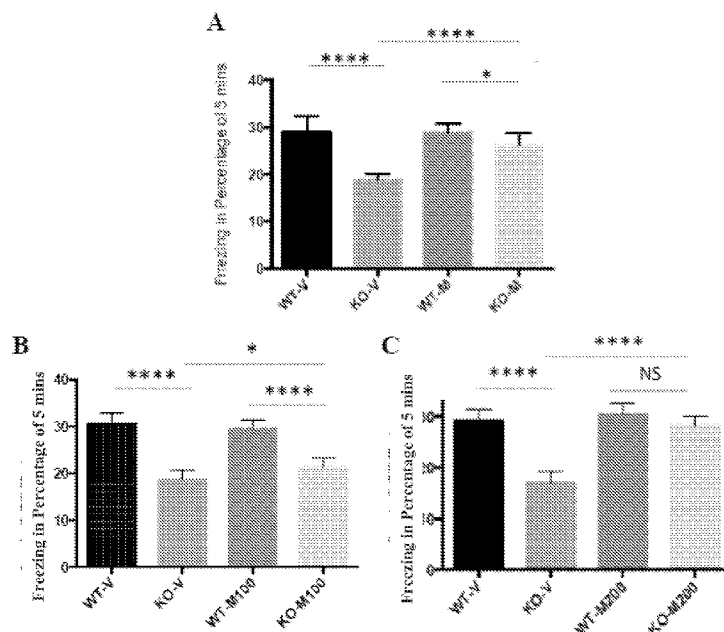 A
**** ****
*
Freezing in Percentage of 5 mins
40
30
20
10
0
WT-V KO-V WT-M KO-M
B
*
**** ****
Freezing in Percentage of 5 mins
40
30
20
10
0
WT-V KO-V WT-M100 KO-M100
C
****
**** NS
Freezing in Percentage of 5 mins
WT-V KO-V WT-M200 KO-M200